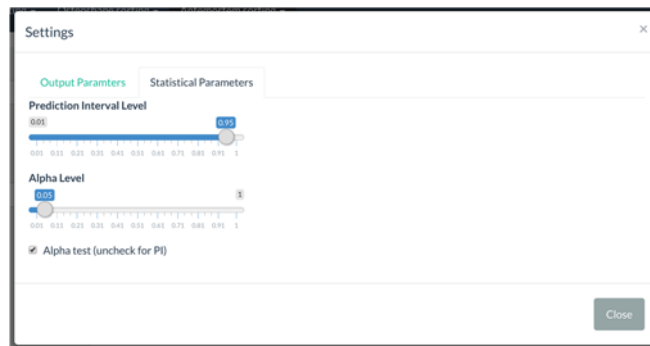 Settings
×
Output Paramters
Statistical Parameters
Prediction Interval Level
0.01
0.95
0.01 0.11 0.21 0.31 0.41 0.51 0.61 0.71 0.81 0.91 1
Alpha Level
0.05
1
0.01 0.11 0.21 0.31 0.41 0.51 0.61 0.71 0.81 0.91 1
Alpha test (uncheck for PI)
Close